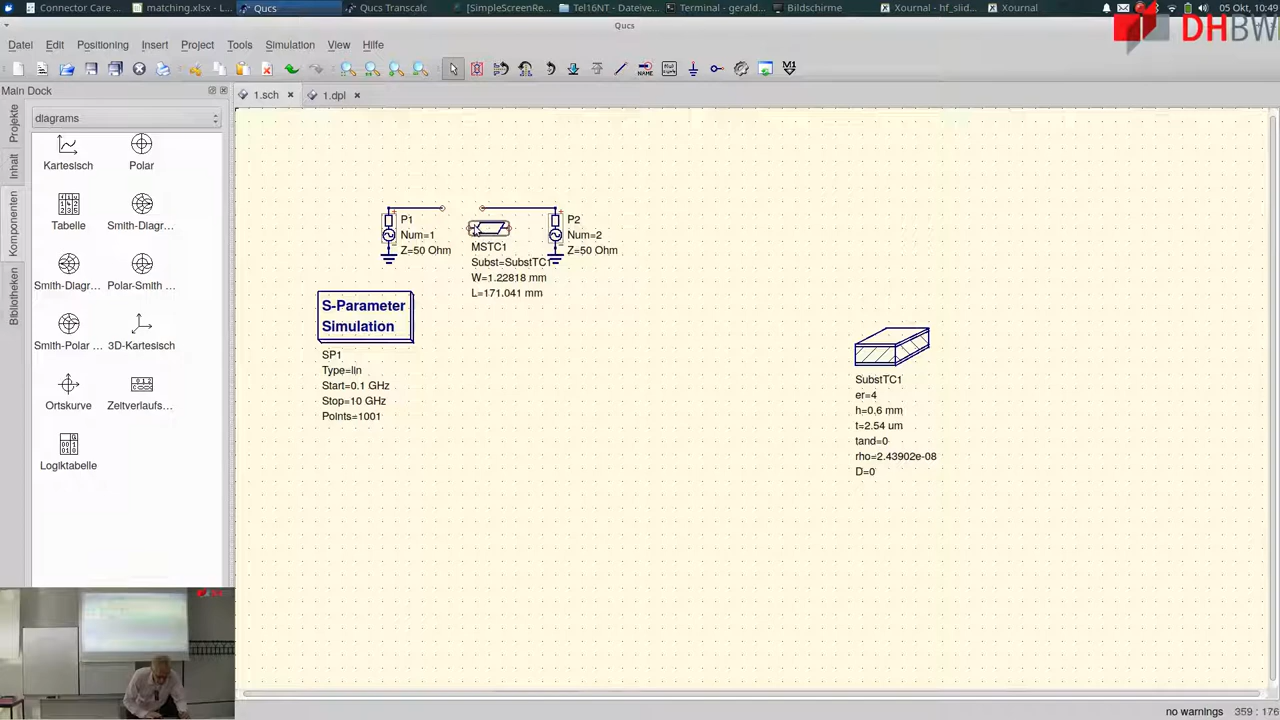 Connector Care ...
matching.xlsx - L...
Qucs
Qucs Transcalc
[SimpleScreenRe...
Tel16NT - Dateive...
Terminal - gerald...
Bildschirme
Xournal - hf_slid...
Xournal
05 Okt, 10:49
Qucs
DHBW
Datei Edit Positioning Insert Projekt Tools Simulation View Hilfe
NAME
M1
Main Dock
1.sch
1.dpl
diagrams
Projekte
Inhalt
Komponenten
Bibliotheken
Kartesisch
Polar
Tabelle
Smith-Diagr...
Smith-Diagr...
Polar-Smith ...
Smith-Polar ...
3D-Kartesisch
Ortskurve
Zeitverlaufs...
Logiktabelle
P1
Num=1
Z=50 Ohm
MSTC1
Subst=SubstTC1
W=1.22818 mm
L=171.041 mm
P2
Num=2
Z=50 Ohm
S-Parameter
Simulation
SP1
Type=lin
Start=0.1 GHz
Stop=10 GHz
Points=1001
SubstTC1
er=4
h=0.6 mm
t=2.54 um
tand=0
rho=2.43902e-08
D=0
no warnings
359 : 176